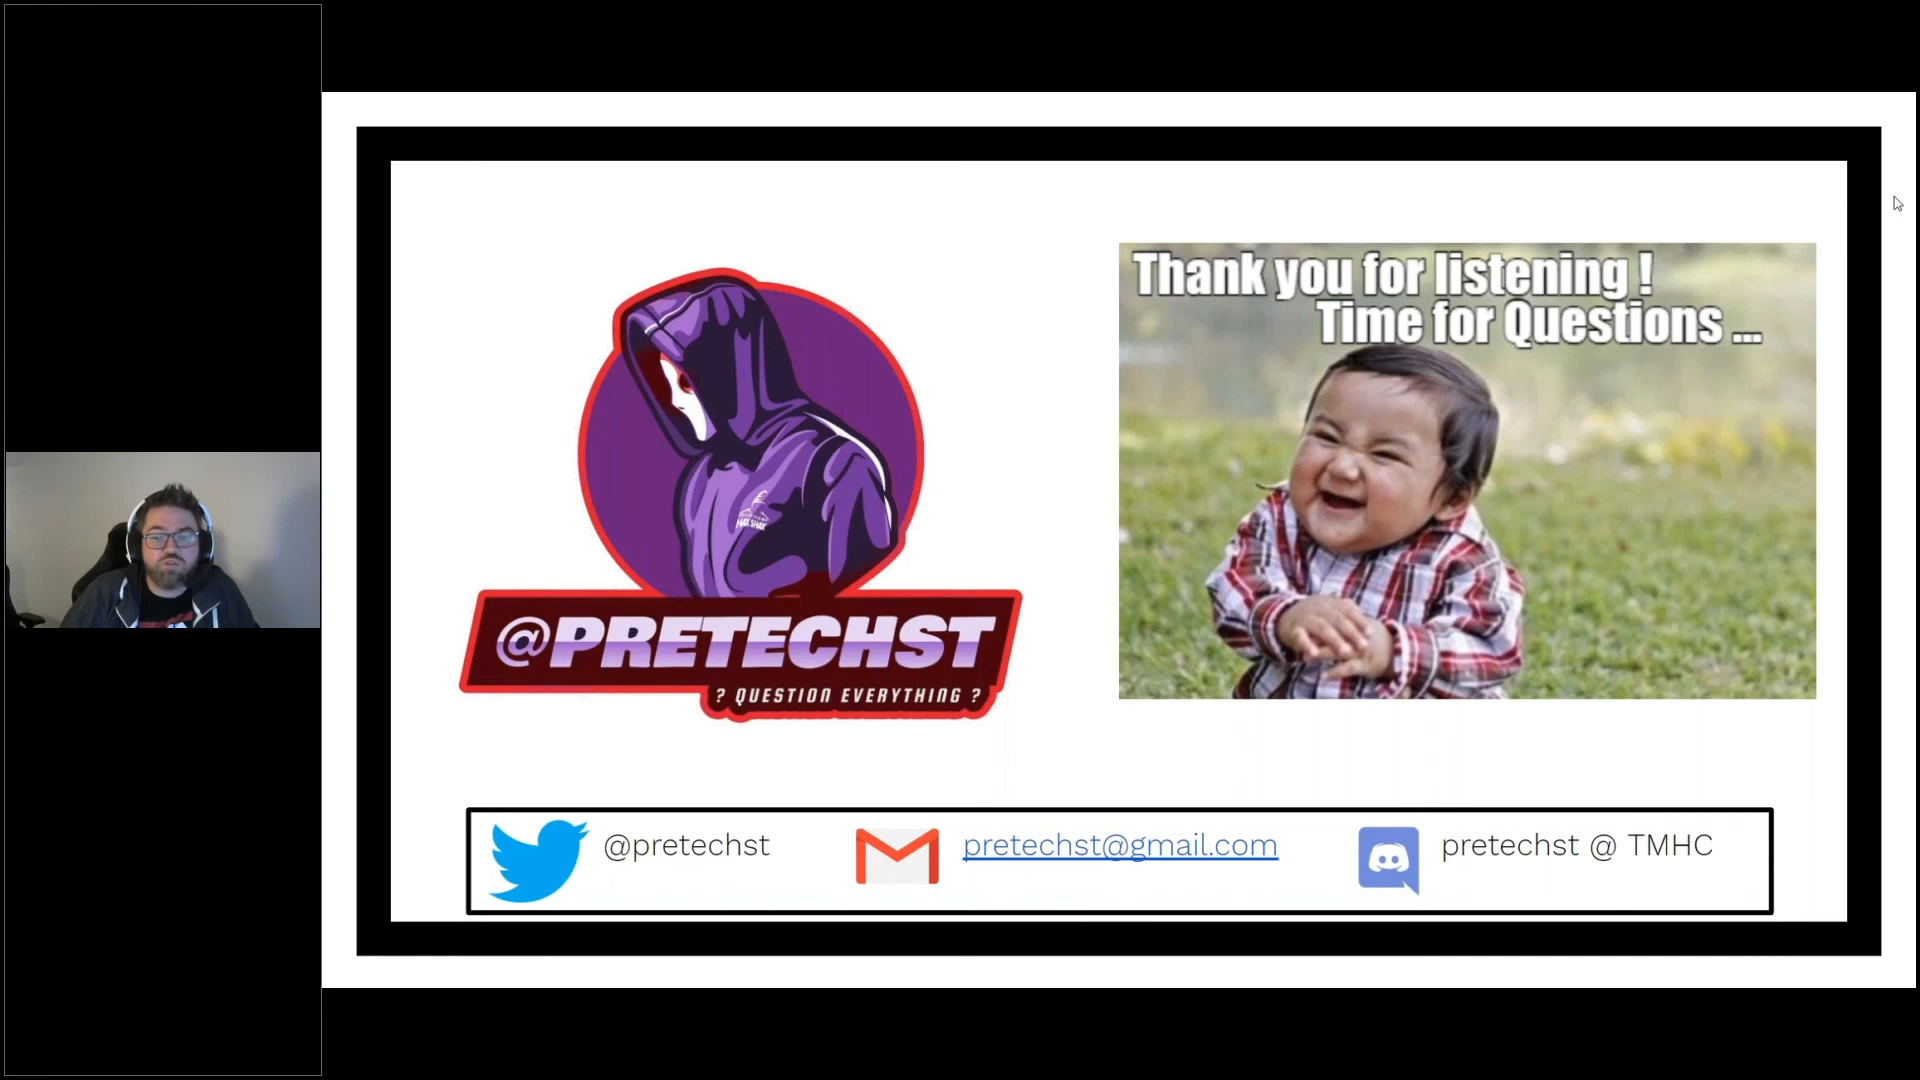 Thank you for listening !
Time for Questions ...
@PRETECHST
? QUESTION EVERYTHING ?
@pretechst
pretechst@gmail.com
pretechst @ TMHC